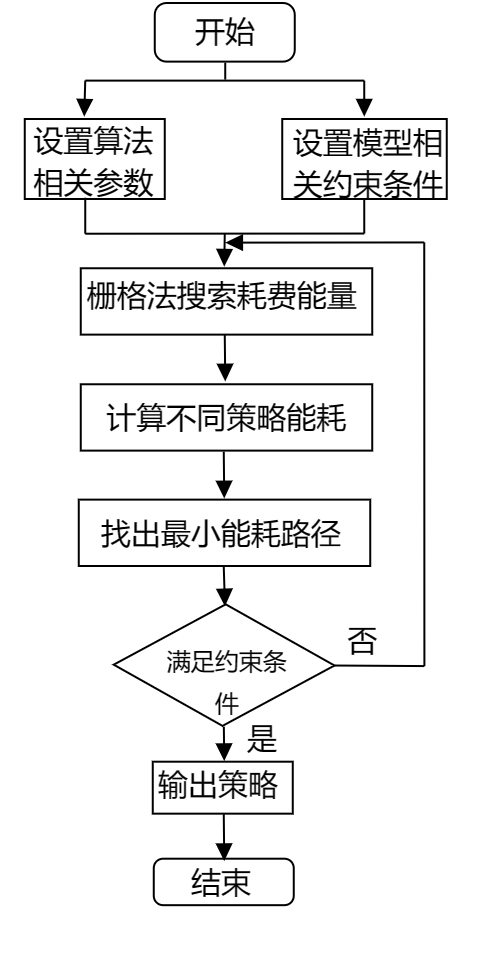 开始
设置算法
相关参数
设置模型相
关约束条件
栅格法搜索耗费能量
计算不同策略能耗
找出最小能耗路径
满足约束条
件
否
是
输出策略
结束